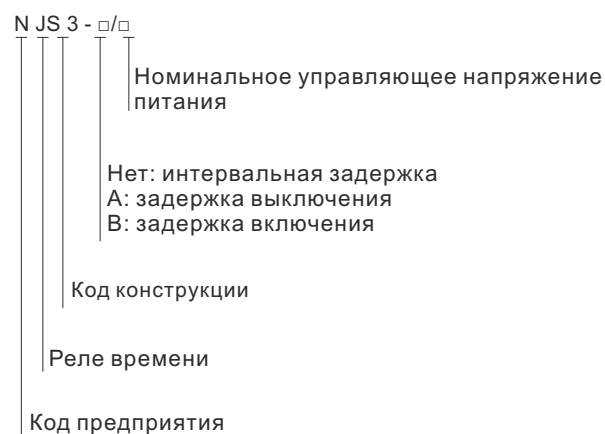 N JS 3 - □/□
Номинальное управляющее напряжение
питания
Нет: интервальная задержка
A: задержка выключения
B: задержка включения
Код конструкции
Реле времени
Код предприятия